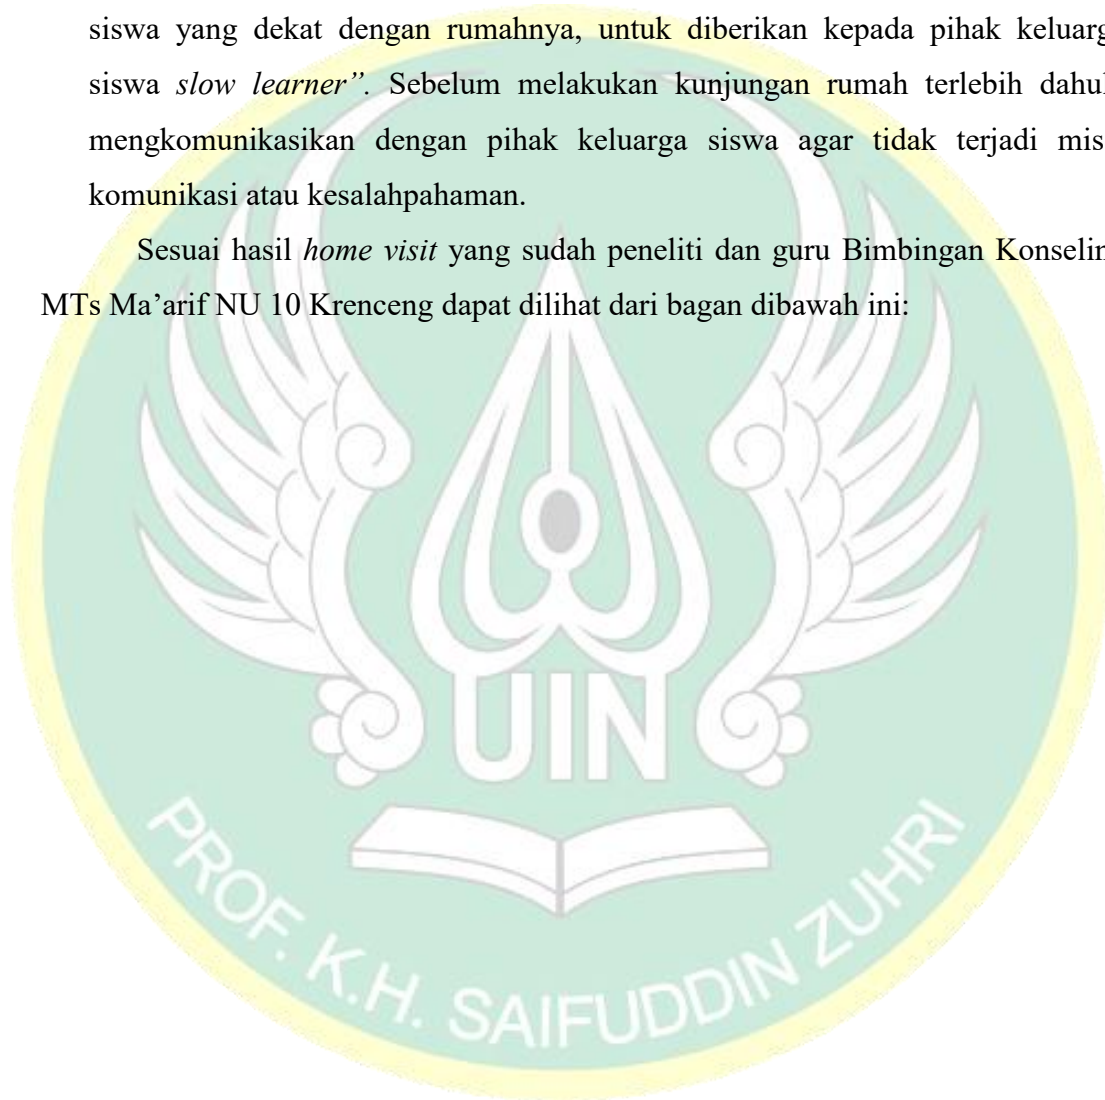 siswa yang dekat dengan rumahnya, untuk diberikan kepada pihak keluarg
siswa slow learner”. Sebelum melakukan kunjungan rumah terlebih dahul
mengkomunikasikan dengan pihak keluarga siswa agar tidak terjadi mis
komunikasi atau kesalahpahaman.
Sesuai hasil home visit yang sudah peneliti dan guru Bimbingan Konselin
MTs Ma’arif NU 10 Krenceng dapat dilihat dari bagan dibawah ini:
UIN
PROF. K.H. SAIFUDDIN ZUHRI